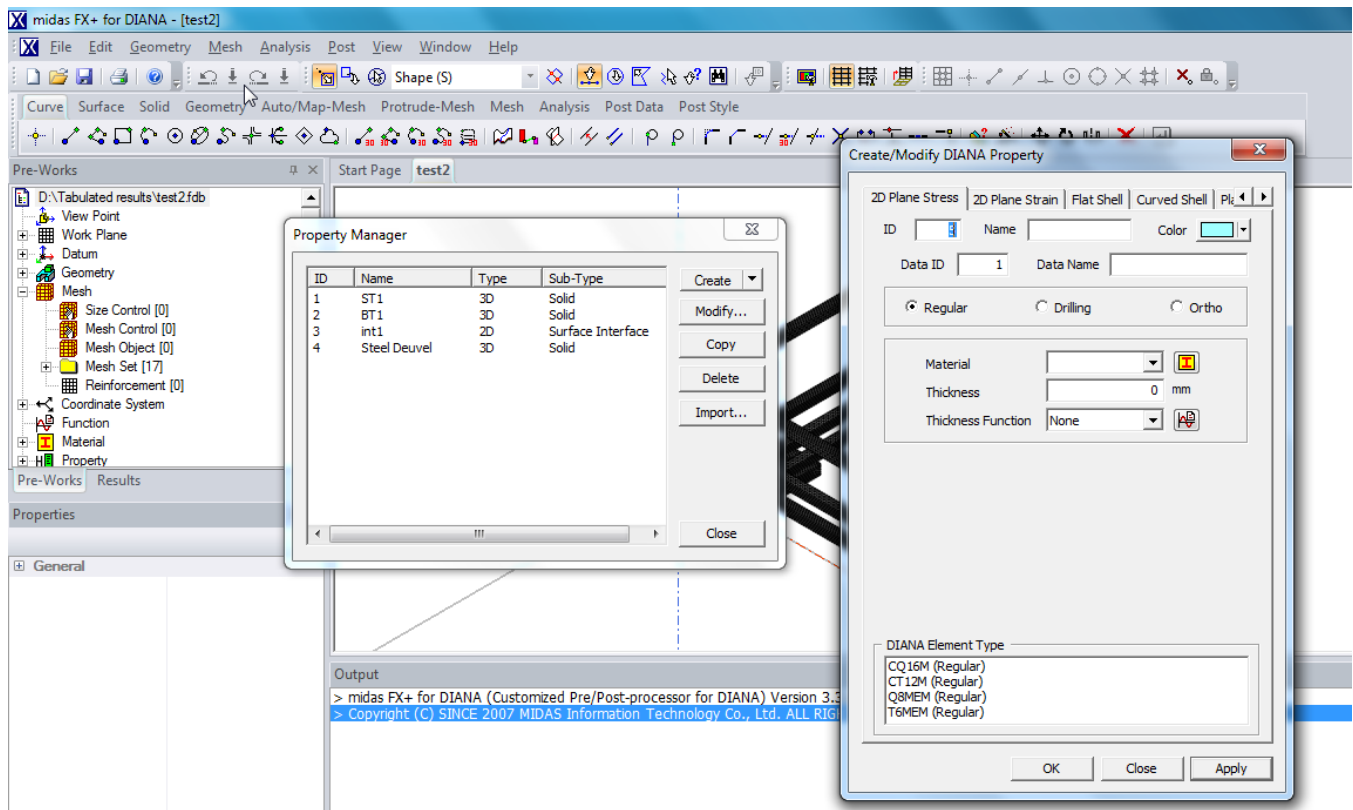 midas FX+ for DIANA - [test2]
File Edit Geometry Mesh Analysis Post View Window Help
Shape (S)
Curve Surface Solid Geometry Auto/Map-Mesh Protrude-Mesh Mesh Analysis Post Data Post Style
Pre-Works
Start Page test2
D:\Tabulated results\test2.fdb
View Point
Work Plane
Datum
Geometry
Mesh
Size Control [0]
Mesh Control [0]
Mesh Object [0]
Mesh Set [17]
Reinforcement [0]
Coordinate System
Function
Material
Property
Pre-Works Results
Properties
General
Property Manager
ID Name Type Sub-Type
1 ST1 3D Solid
2 BT1 3D Solid
3 int1 2D Surface Interface
4 Steel Deuvel 3D Solid
Create
Modify...
Copy
Delete
Import...
Close
Output
> midas FX+ for DIANA (Customized Pre/Post-processor for DIANA) Version 3.3
> Copyright (C) SINCE 2007 MIDAS Information Technology Co., Ltd. ALL RIG
Create/Modify DIANA Property
2D Plane Stress 2D Plane Strain Flat Shell Curved Shell Pla
ID Name Color
Data ID 1 Data Name
Regular Drilling Ortho
Material
Thickness 0 mm
Thickness Function None
DIANA Element Type
CQ16M (Regular)
CT12M (Regular)
Q8MEM (Regular)
T6MEM (Regular)
OK Close Apply